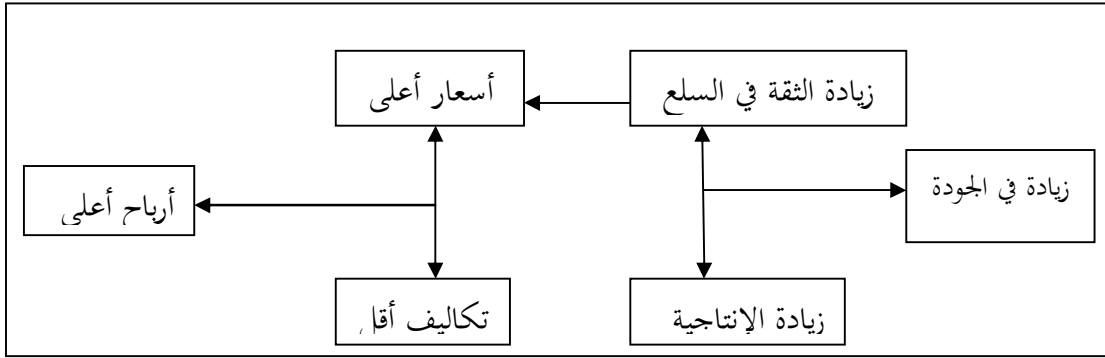 زيادة الثقة في السلع
أسعار أعلى
زيادة في الجودة
أرباح أعلى
زيادة الإنتاجية
تكاليف أقل